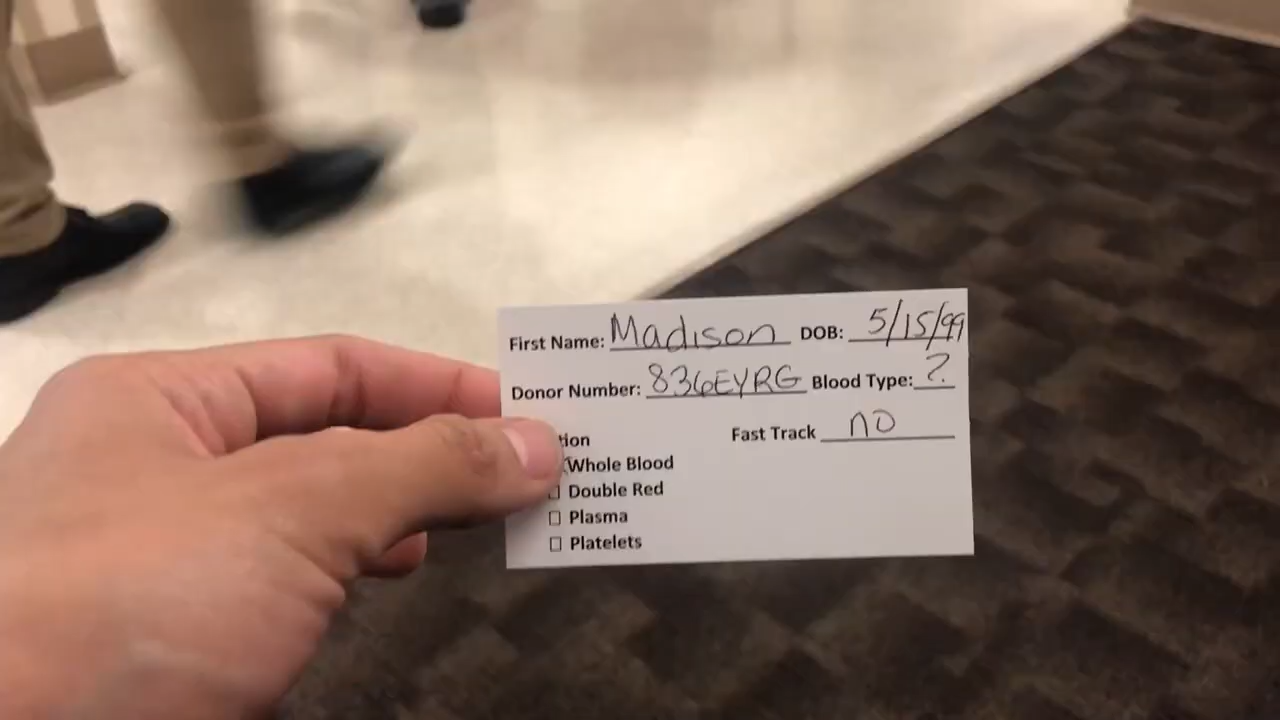 First Name: Madison DOB: 5/15/99
Donor Number: 836EYRG Blood Type: ?
tion Fast Track no
Whole Blood
Double Red
Plasma
Platelets